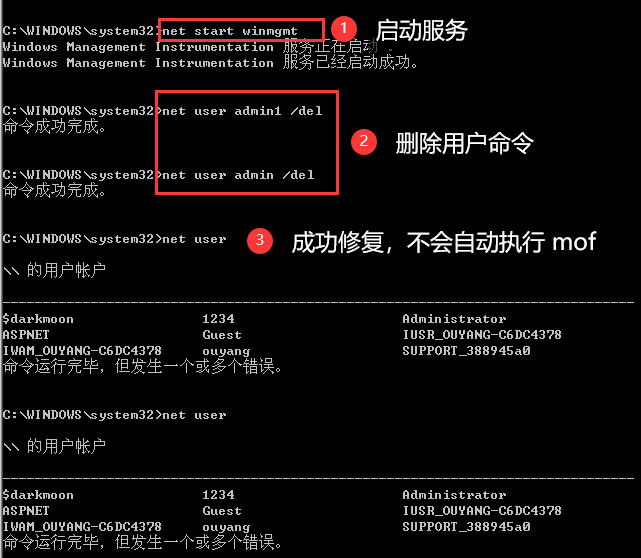 C:\WINDOWS\system32>net start winmgmt 1 启动服务
Windows Management Instrumentation 服务正在启动 .
Windows Management Instrumentation 服务已经启动成功。
C:\WINDOWS\system32>net user admin1 /del
命令成功完成。
2 删除用户命令
C:\WINDOWS\system32>net user admin /del
命令成功完成。
C:\WINDOWS\system32>net user 3 成功修复，不会自动执行 mof
\\ 的用户帐户
-------------------------------------------------------------------------------
$darkmoon 1234 Administrator
ASPNET Guest IUSR_OUYANG-C6DC4378
IWAM_OUYANG-C6DC4378 ouyang SUPPORT_388945a0
命令运行完毕，但发生一个或多个错误。
C:\WINDOWS\system32>net user
\\ 的用户帐户
-------------------------------------------------------------------------------
$darkmoon 1234 Administrator
ASPNET Guest IUSR_OUYANG-C6DC4378
IWAM_OUYANG-C6DC4378 ouyang SUPPORT_388945a0
命令运行完毕，但发生一个或多个错误。